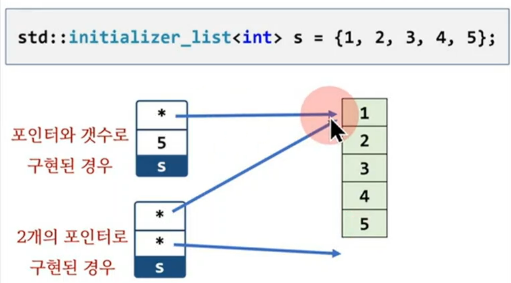 std::initializer_list<int> s = {1, 2, 3, 4, 5};
포인터와 갯수로
구현된 경우
*
5
s
2개의 포인터로
구현된 경우
*
*
s
1
2
3
4
5